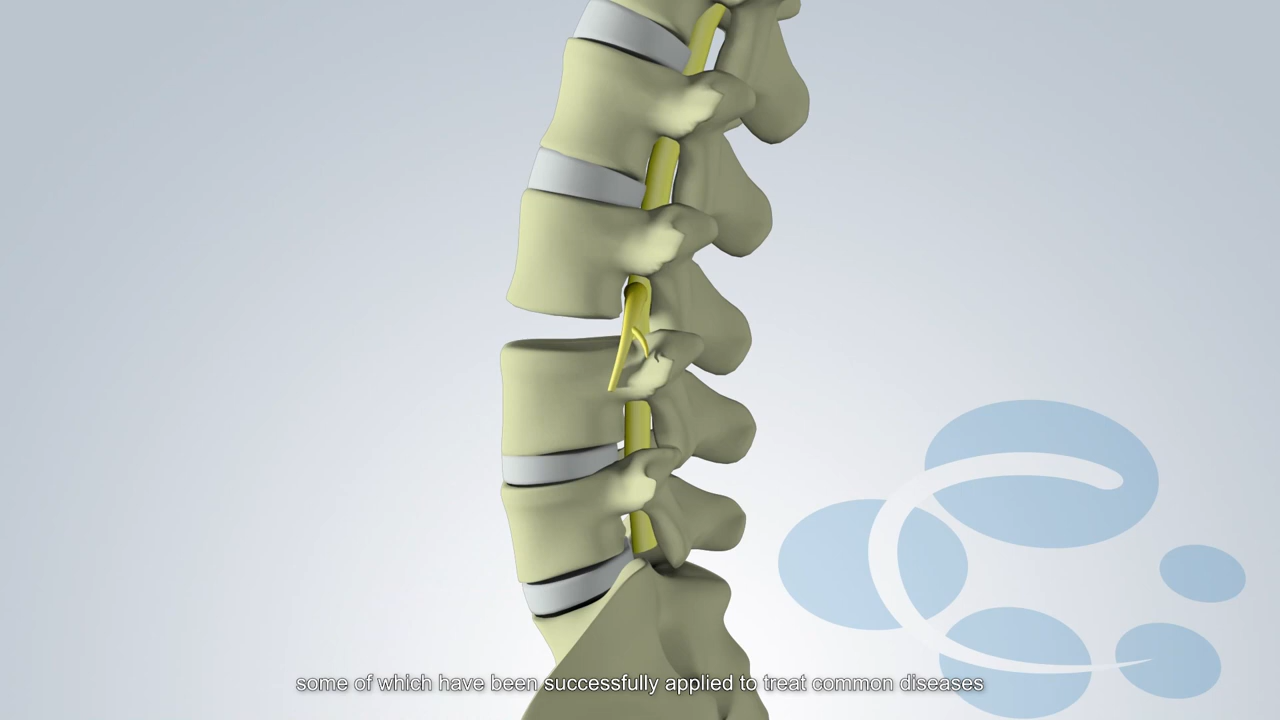 some of which have been successfully applied to treat common diseases